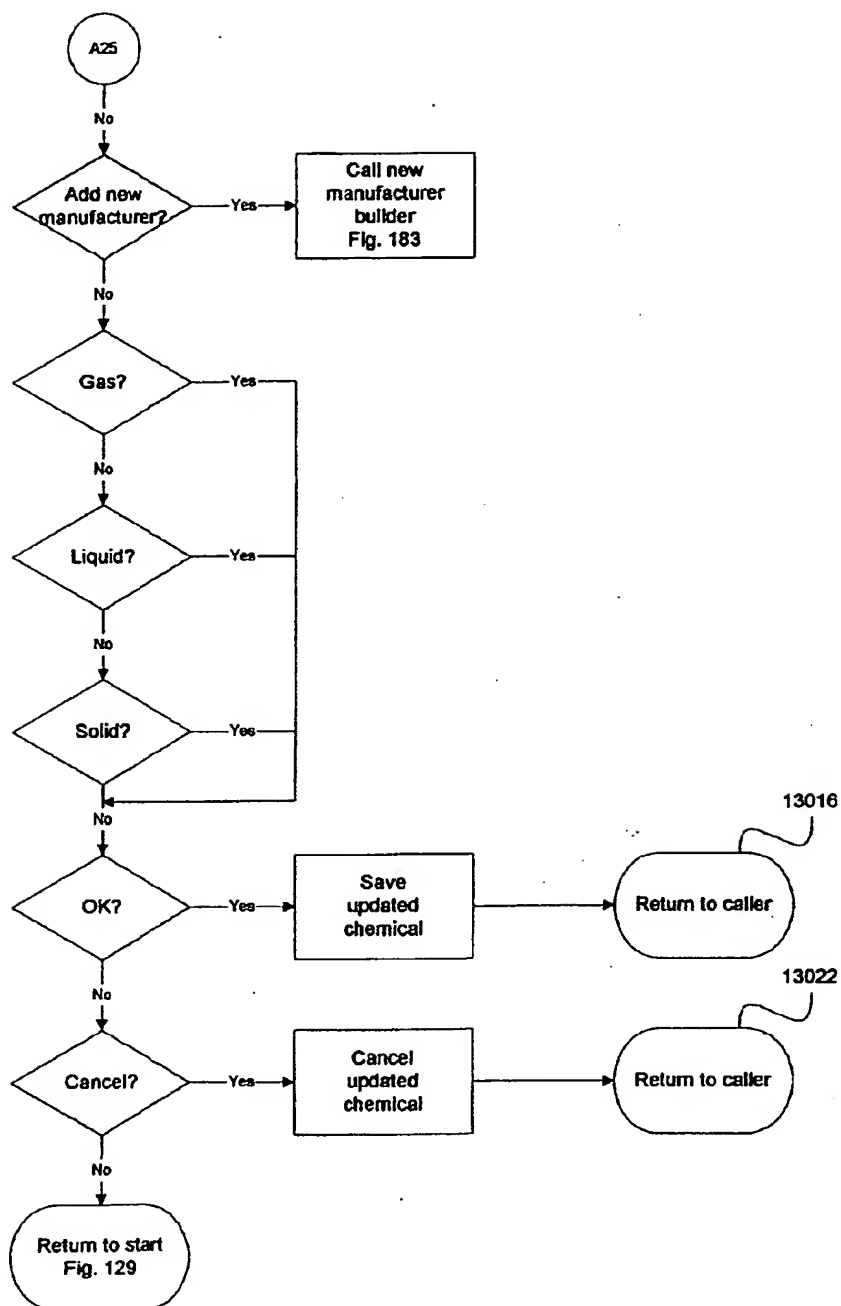 A25
No
Add new
manufacturer?
Yes
Call new
manufacturer
builder
Fig. 183
No
Gas?
Yes
No
Liquid?
Yes
No
Solid?
Yes
No
13016
OK?
Yes
Save
updated
chemical
Return to caller
No
13022
Cancel?
Yes
Cancel
updated
chemical
Return to caller
No
Return to start
Fig. 129